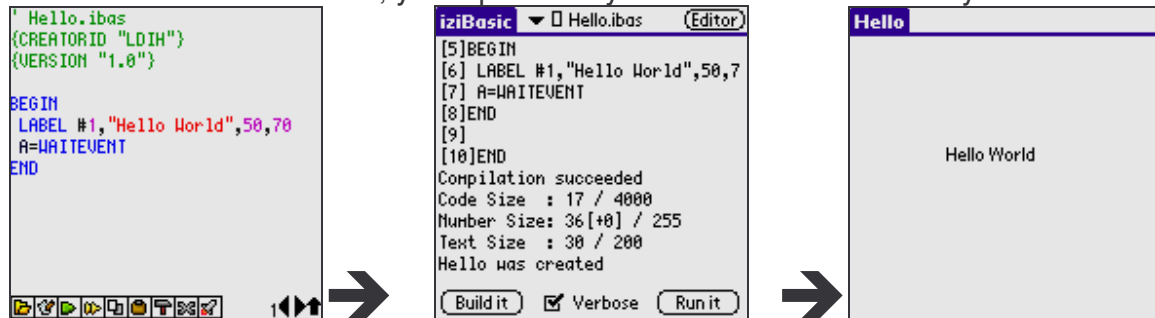 ' Hello.ibas
{CREATORID "LDIH"}
{VERSION "1.0"}
BEGIN
LABEL #1,"Hello World",50,70
A=WAITEVENT
END
1
iziBasic Hello.ibas (Editor)
[5]BEGIN
[6] LABEL #1,"Hello World",50,7
[7] A=WAITEVENT
[8]END
[9]
[10]END
Compilation succeeded
Code Size : 17 / 4000
Number Size: 36[+0] / 255
Text Size : 30 / 200
Hello was created
Build it Verbose Run it
Hello
Hello World